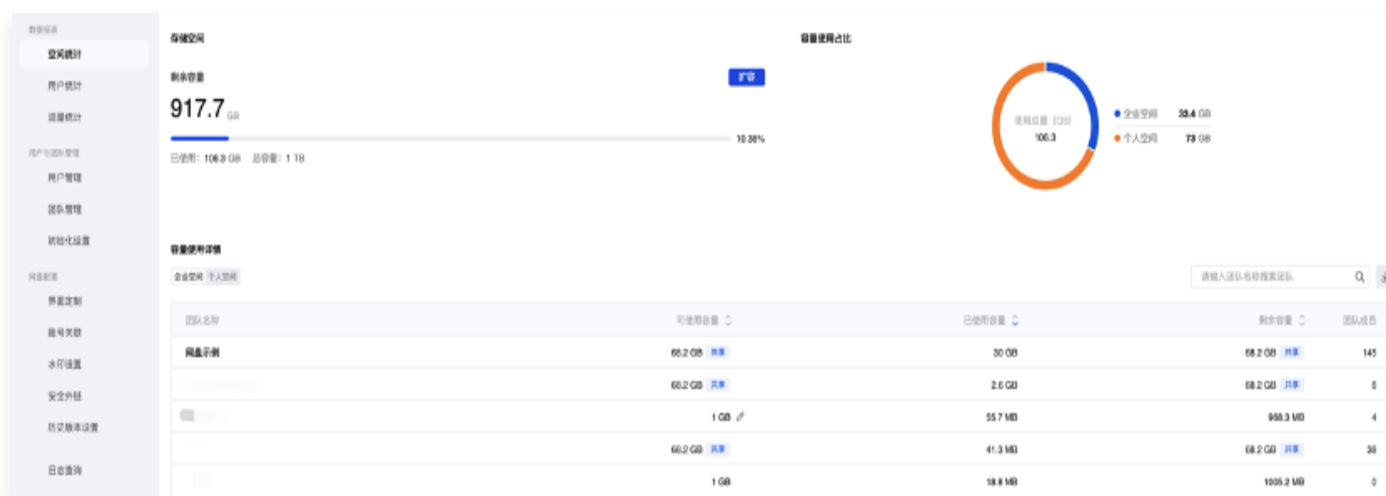 数据报表
空间统计
用户统计
流量统计
用户与团队管理
用户管理
团队管理
初始化设置
网盘配置
界面定制
账号关联
水印设置
安全外链
历史版本设置
日志查询
存储空间
剩余容量
扩容
917.7 GB
10.38%
已使用: 106.3 GB 总容量: 1 TB
容量使用占比
使用总量 (GB)
106.3
企业空间 33.4 GB
个人空间 73 GB
容量使用详情
企业空间 个人空间
请输入团队名称搜索团队
团队名称 可使用容量 已使用容量 剩余容量 团队成员
网盘示例 68.2 GB 共享 30 GB 68.2 GB 共享 145
68.2 GB 共享 2.6 GB 68.2 GB 共享 6
1 GB 55.7 MB 968.3 MB 4
68.2 GB 共享 41.3 MB 68.2 GB 共享 38
1 GB 18.8 MB 1005.2 MB 0